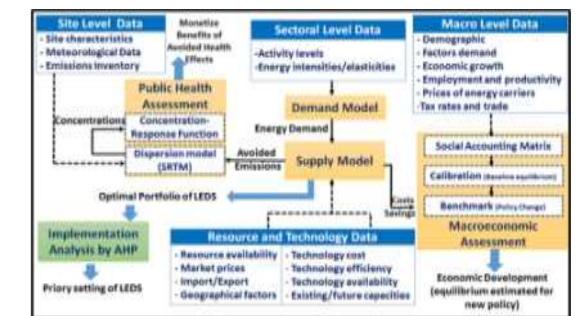 Site Level Data
- Site characteristics
- Meteorological Data
- Emissions inventory
Monetize
Benefits of
Avoided Health
Effects
Sectoral Level Data
-Activity levels
-Energy intensities/elasticities
Macro Level Data
-Demographic
-Factors demand
-Economic growth
-Employment and productivity
-Prices of energy carriers
-Tax rates and trade
Public Health
Assessment
Concentrations
Concentration-
Response Function
Dispersion model
(SRTM)
Demand Model
Energy Demand
Avoided
Emissions
Supply Model
Costs
Savings
Social Accounting Matrix
Calibration (Baseline equilibrium)
Benchmark (Policy Change)
Macroeconomic
Assessment
Optimal Portfolio of LEDS
Implementation
Analysis by AHP
Priory setting of LEDS
Resource and Technology Data
- Resource availability
- Market prices
- Import/Export
- Geographical factors
- Technology cost
- Technology efficiency
- Technology availability
- Existing/future capacities
Economic Development
(equilibrium estimated for
new policy)